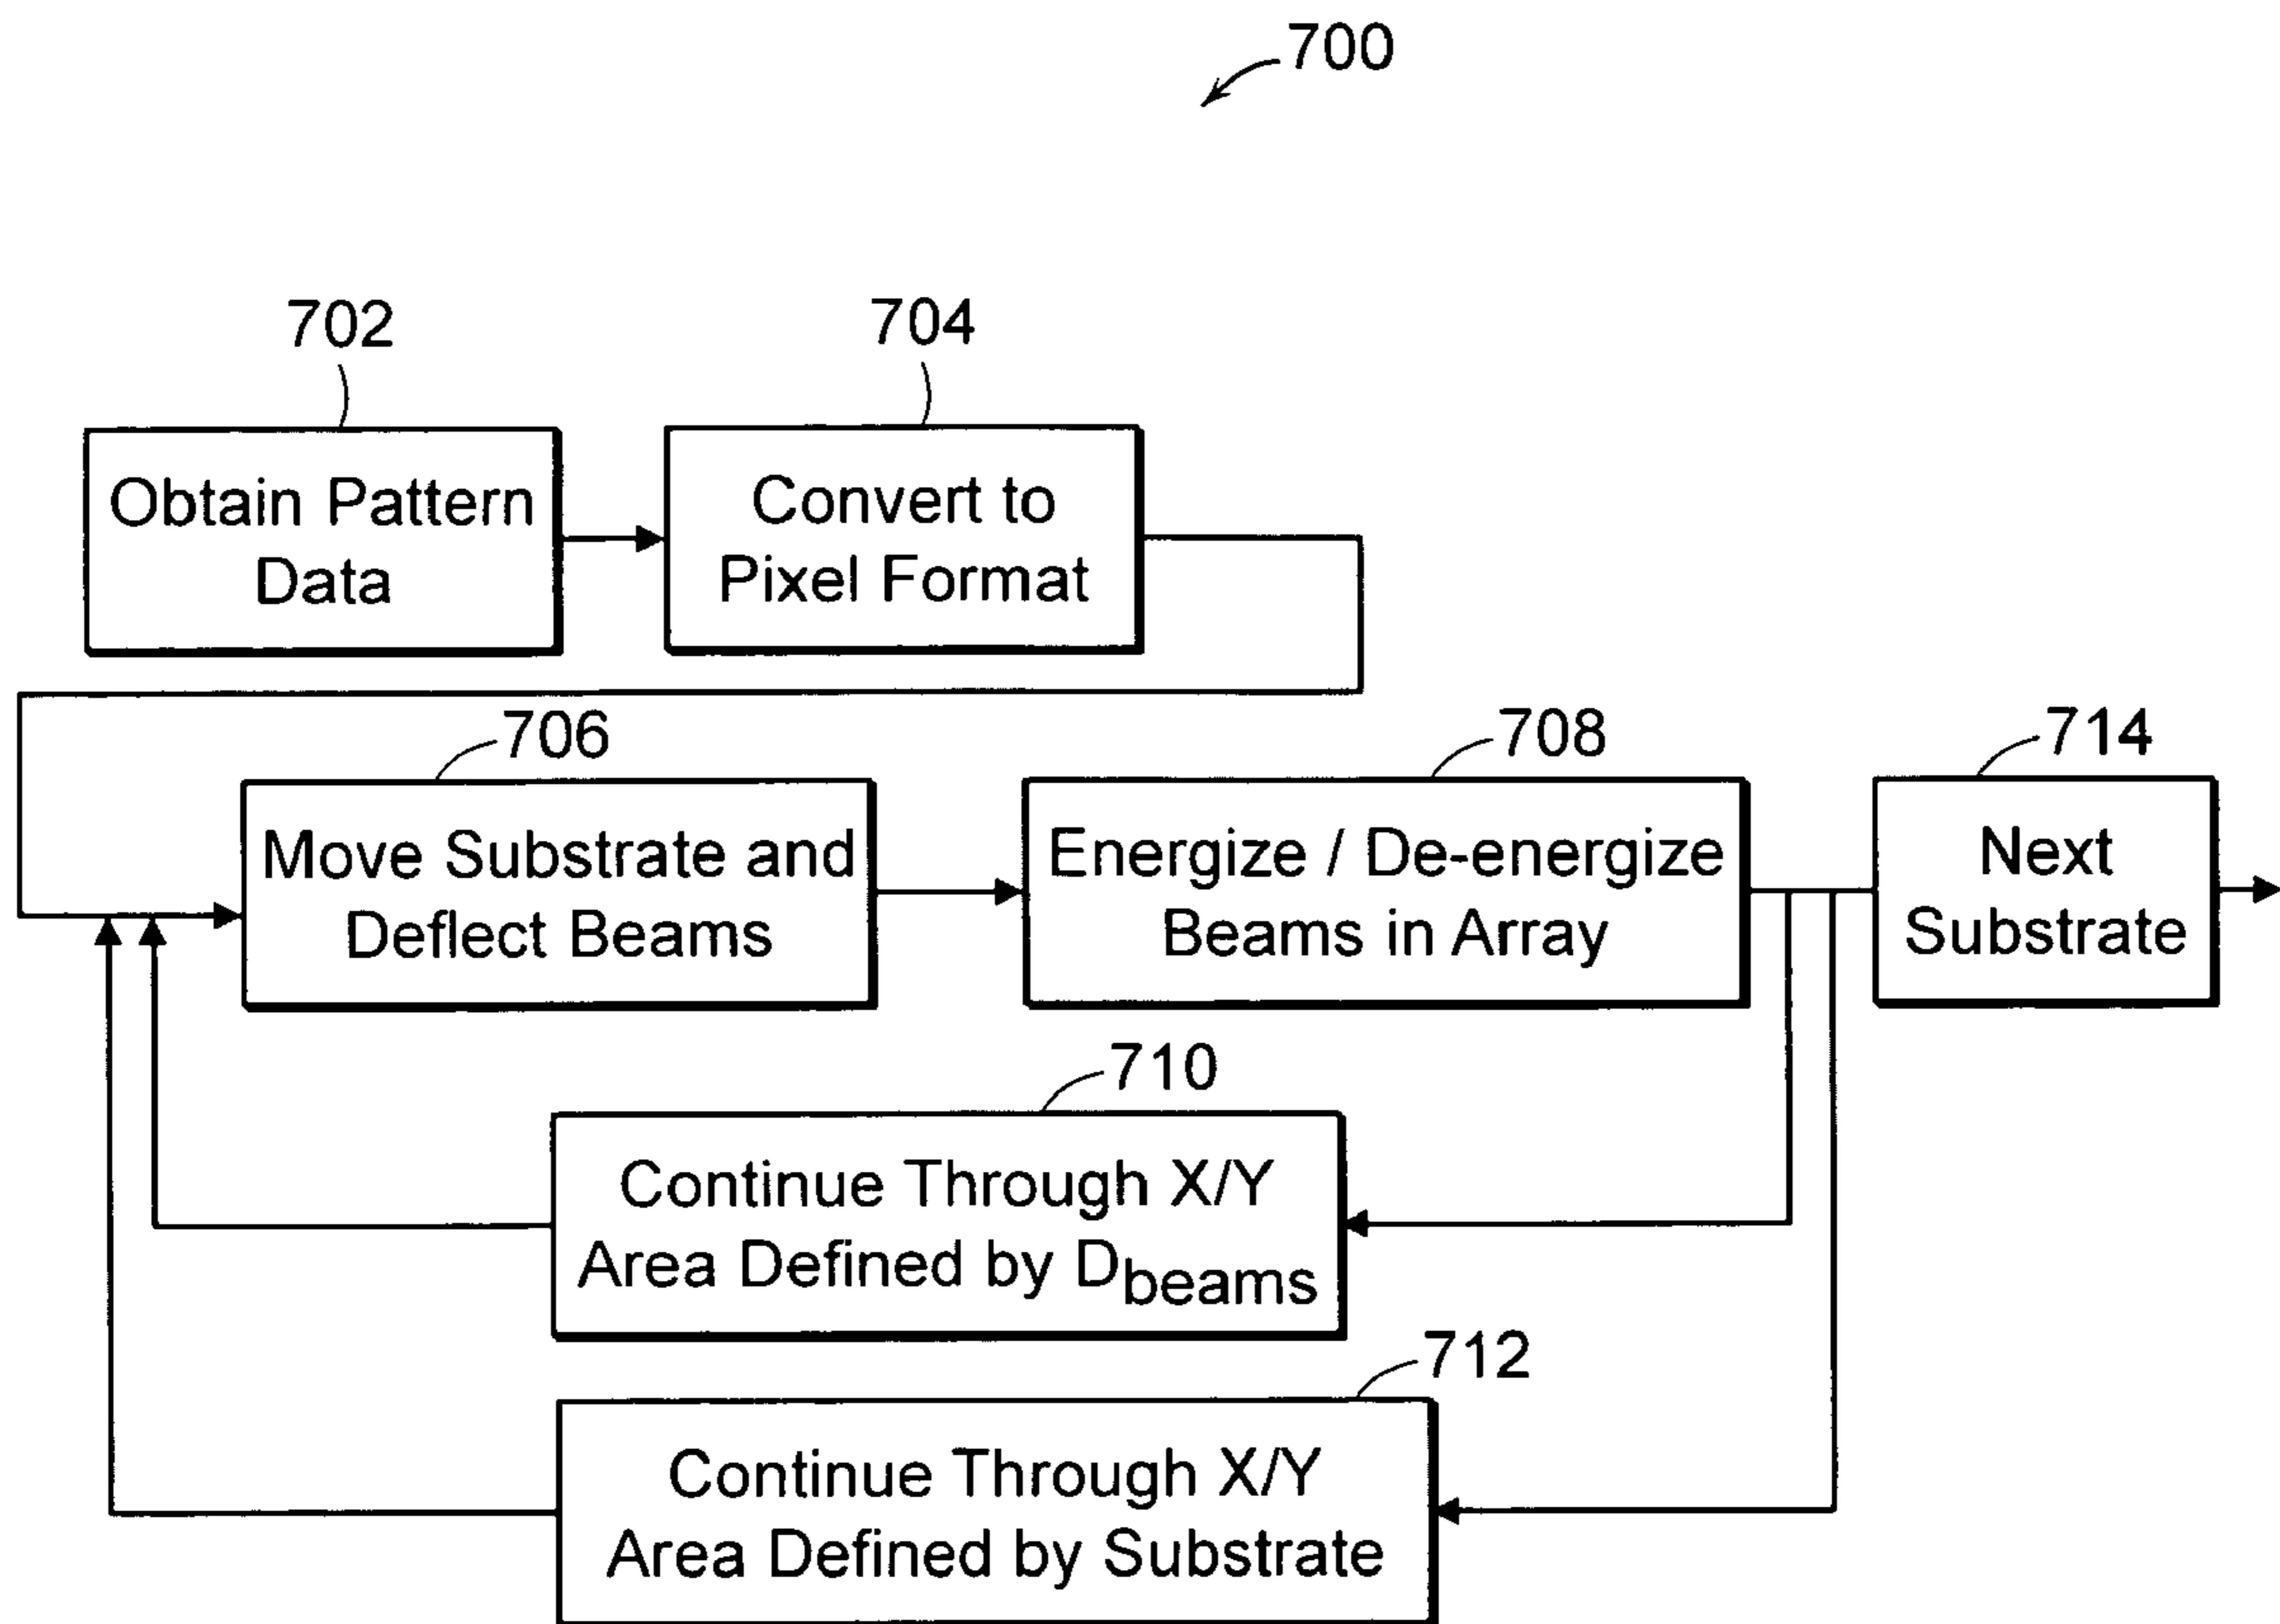 700
702
704
Obtain Pattern
Data
Convert to
Pixel Format
706
708
714
Move Substrate and
Deflect Beams
Energize / De-energize
Beams in Array
Next
Substrate
710
Continue Through X/Y
Area Defined by Dbeams
712
Continue Through X/Y
Area Defined by Substrate